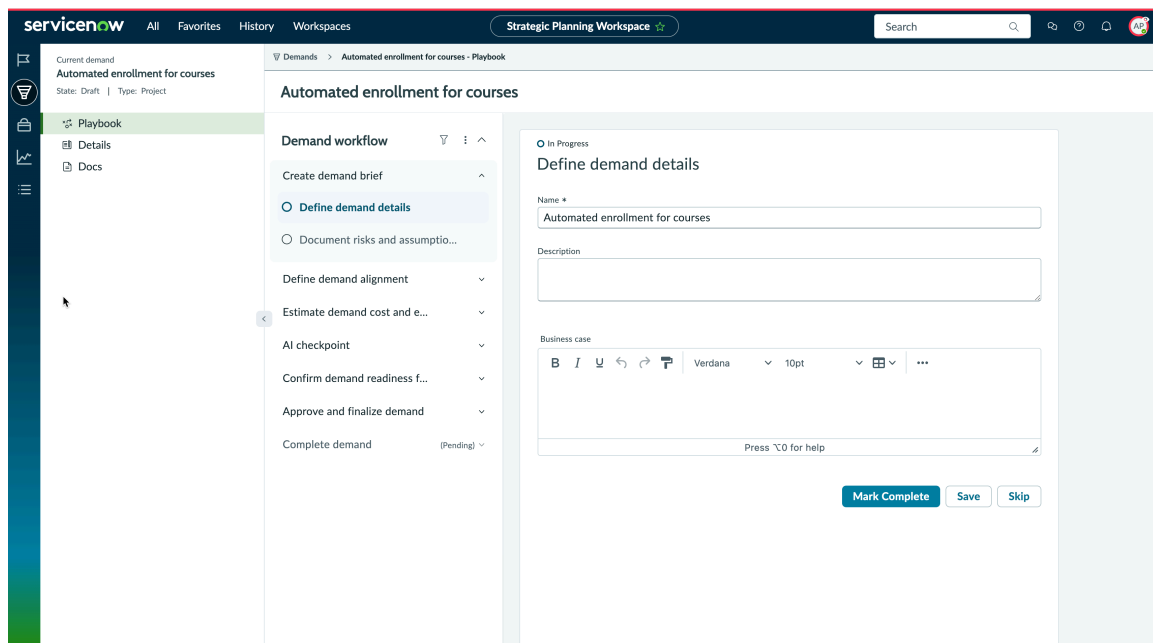 servicenow
All
Favorites
History
Workspaces
Strategic Planning Workspace
Search
AP
Current demand
Automated enrollment for courses
State: Draft | Type: Project
Playbook
Details
Docs
Demands > Automated enrollment for courses - Playbook
Automated enrollment for courses
Demand workflow
Create demand brief
Define demand details
Document risks and assumptio...
Define demand alignment
Estimate demand cost and e...
AI checkpoint
Confirm demand readiness f...
Approve and finalize demand
Complete demand
(Pending)
In Progress
Define demand details
Name *
Automated enrollment for courses
Description
Business case
B I U
Verdana
10pt
Press ⌥0 for help
Mark Complete
Save
Skip